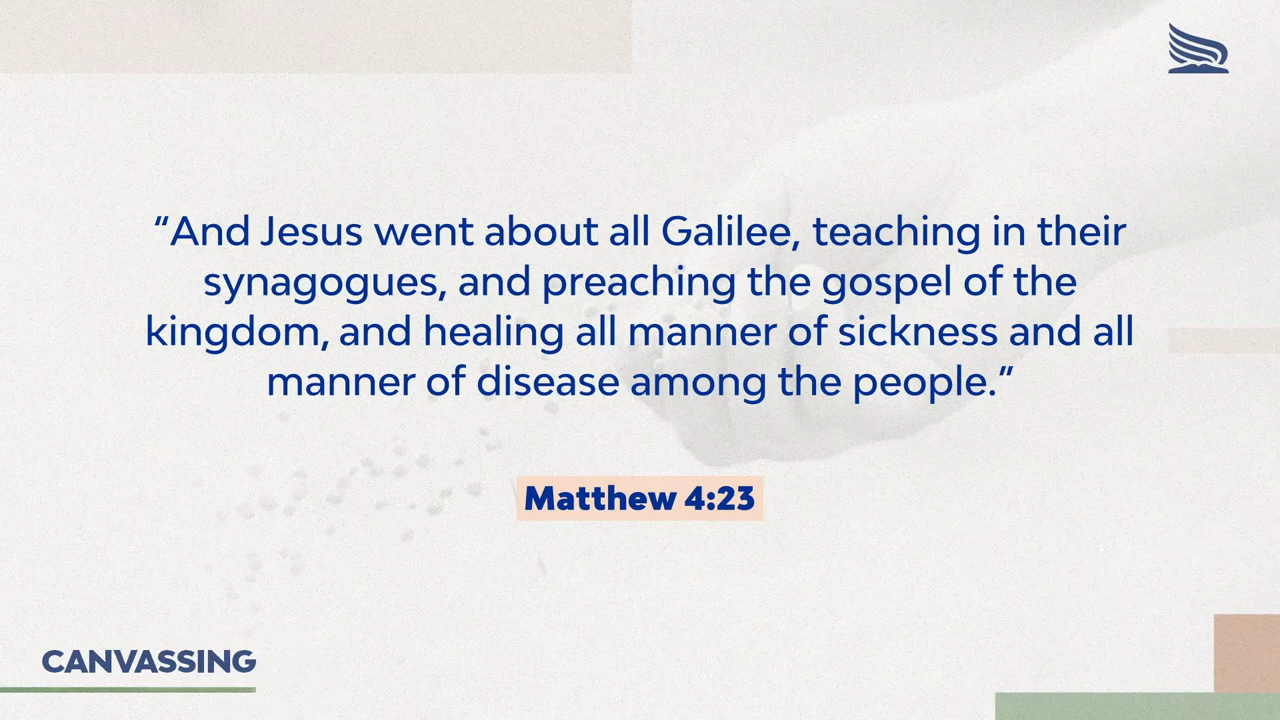 “And Jesus went about all Galilee, teaching in their
synagogues, and preaching the gospel of the
kingdom, and healing all manner of sickness and all
manner of disease among the people.”
Matthew 4:23
CANVASSING